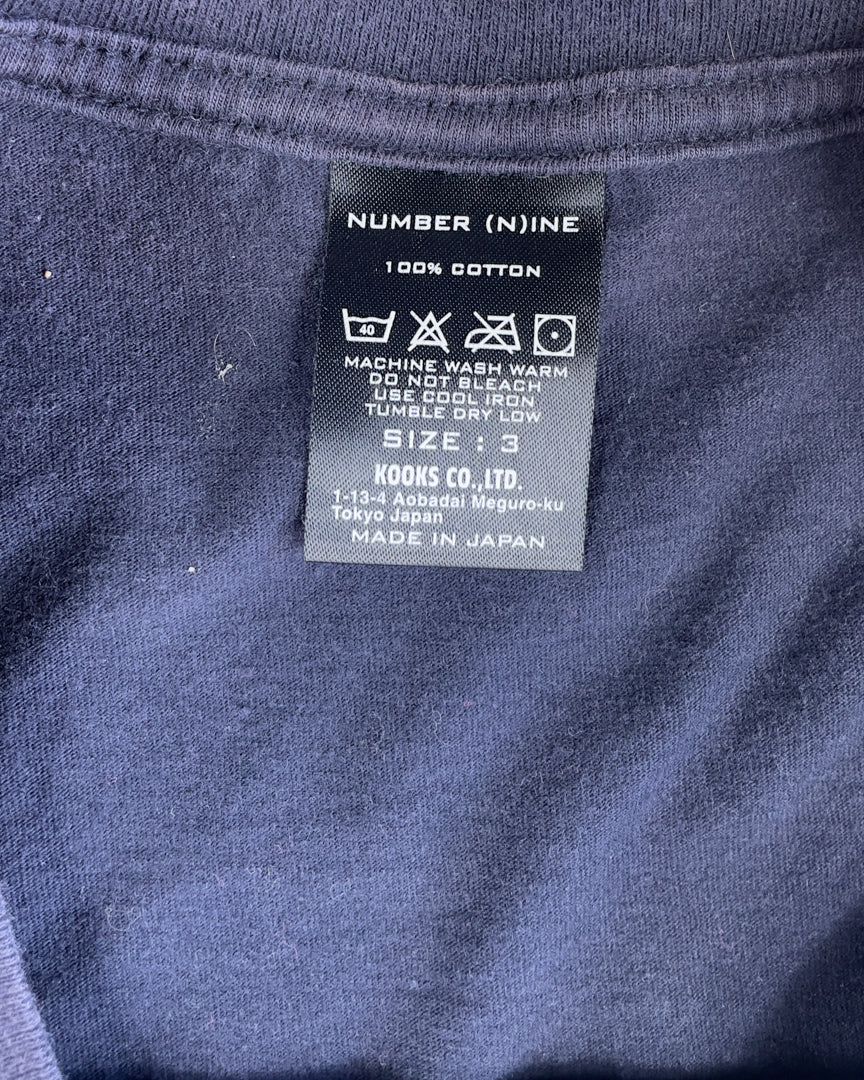 NUMBER (N)INE
100% COTTON
40
MACHINE WASH WARM
DO NOT BLEACH
USE COOL IRON
TUMBLE DRY LOW
SIZE : 3
KOOKS CO.,LTD.
1-13-4 Aobadai Meguro-ku
Tokyo Japan
MADE IN JAPAN